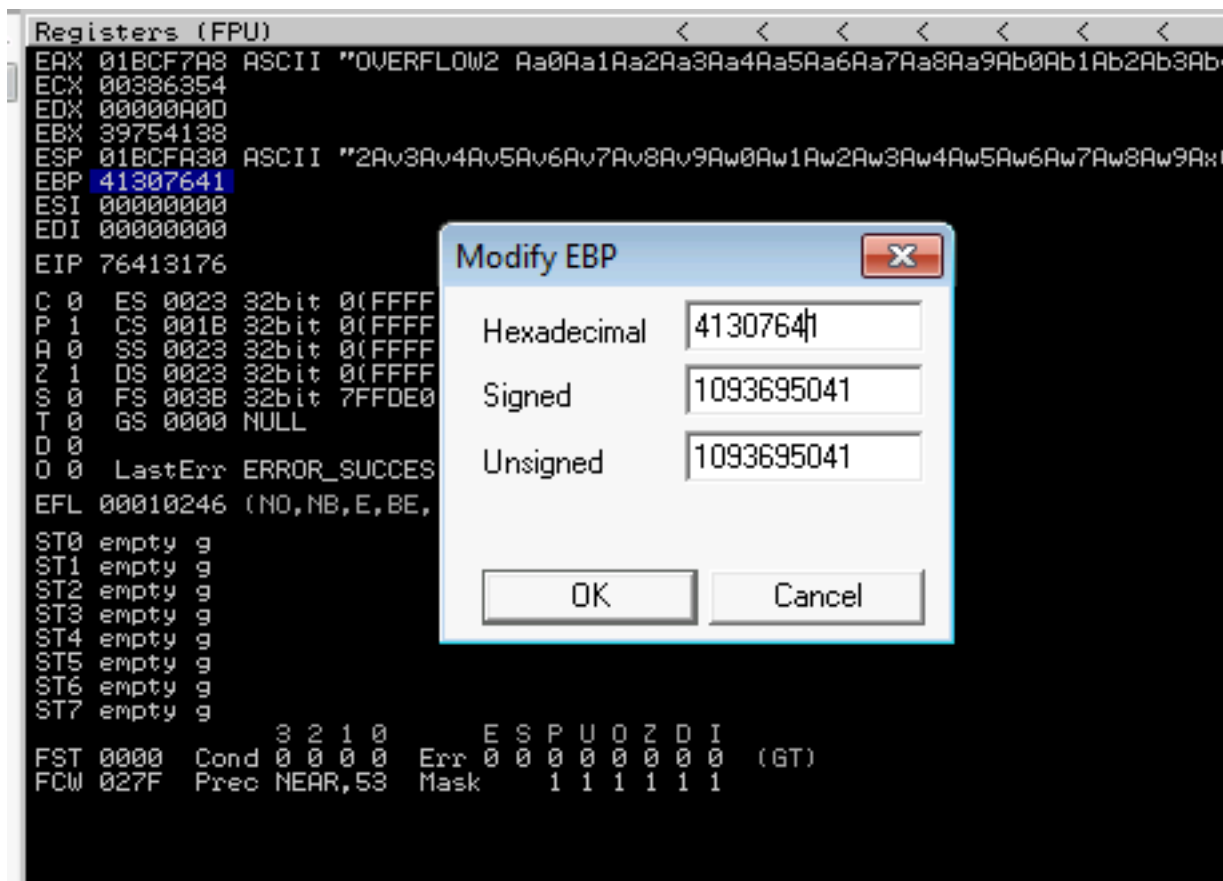 Registers (FPU) < < < < < < <
EAX 01BCF7A8 ASCII "OVERFLOW2 Aa0Aa1Aa2Aa3Aa4Aa5Aa6Aa7Aa8Aa9Ab0Ab1Ab2Ab3Ab
ECX 00386354
EDX 00000A0D
EBX 39754138
ESP 01BCFA30 ASCII "2Av3Av4Av5Av6Av7Av8Av9Aw0Aw1Aw2Aw3Aw4Aw5Aw6Aw7Aw8Aw9Ax
EBP 41307641
ESI 00000000
EDI 00000000
EIP 76413176
C 0 ES 0023 32bit 0(FFFF
P 1 CS 001B 32bit 0(FFFF
A 0 SS 0023 32bit 0(FFFF
Z 1 DS 0023 32bit 0(FFFF
S 0 FS 003B 32bit 7FFDE0
T 0 GS 0000 NULL
D 0
O 0 LastErr ERROR_SUCCES
EFL 00010246 (NO,NB,E,BE,
ST0 empty g
ST1 empty g
ST2 empty g
ST3 empty g
ST4 empty g
ST5 empty g
ST6 empty g
ST7 empty g
3 2 1 0 E S P U O Z D I
FST 0000 Cond 0 0 0 0 Err 0 0 0 0 0 0 0 0 (GT)
FCW 027F Prec NEAR,53 Mask 1 1 1 1 1 1
Modify EBP
Hexadecimal 41307641
Signed 1093695041
Unsigned 1093695041
OK Cancel